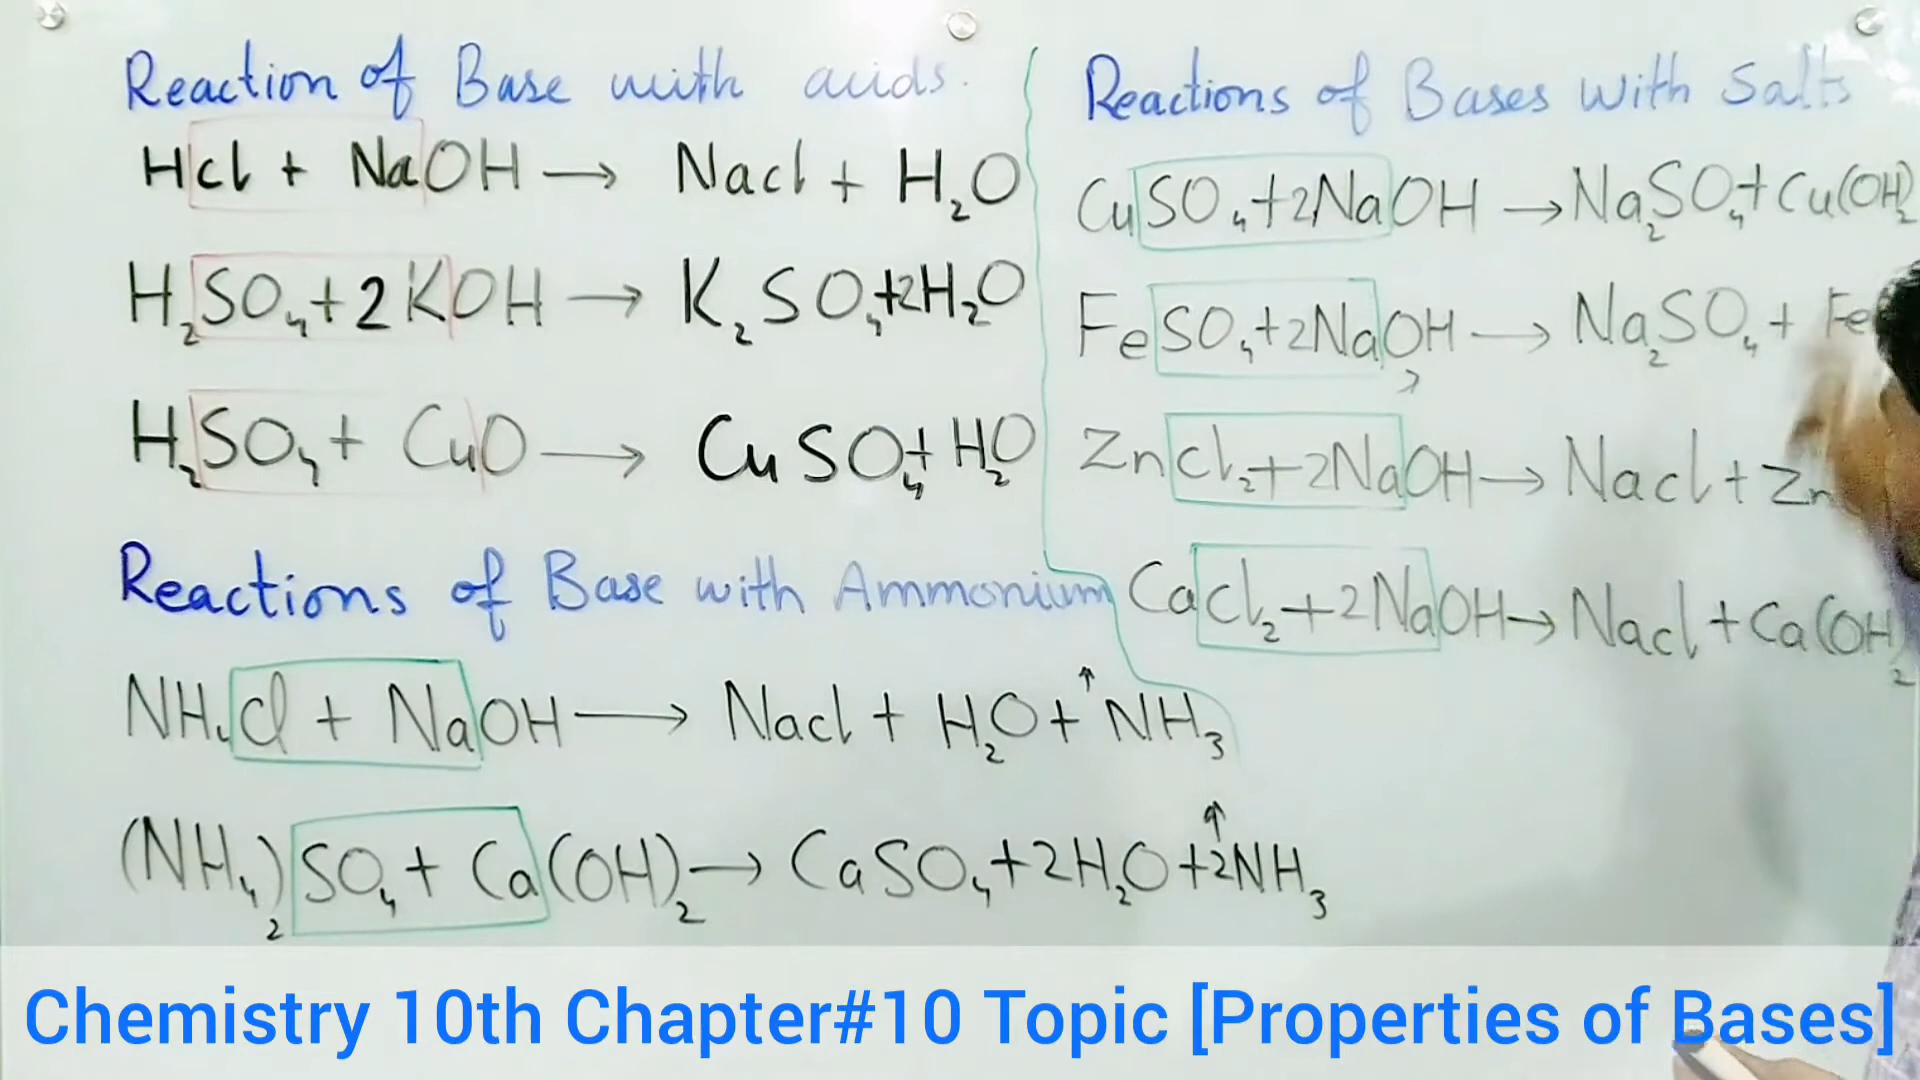 Reaction of Base with acids.
Hcl + NaOH → Nacl + H₂O
H₂SO₄+2KOH → K₂SO₄+2H₂O
H₂SO₄+ CuO → CuSO₄+H₂O
Reactions of Base with Ammonium
NH₄Cl + NaOH → Nacl + H₂O+↑NH₃
(NH₄)₂SO₄+ Ca(OH)₂→ CaSO₄+2H₂O+↑2NH₃
Reactions of Bases with Salts
CuSO₄+2NaOH →Na₂SO₄+Cu(OH)₂
FeSO₄+2NaOH → Na₂SO₄+ Fe
Zncl₂+2NaOH→ Nacl+Zn
Cacl₂+2NaOH→ Nacl+Ca(OH)₂
Chemistry 10th Chapter#10 Topic [Properties of Bases]